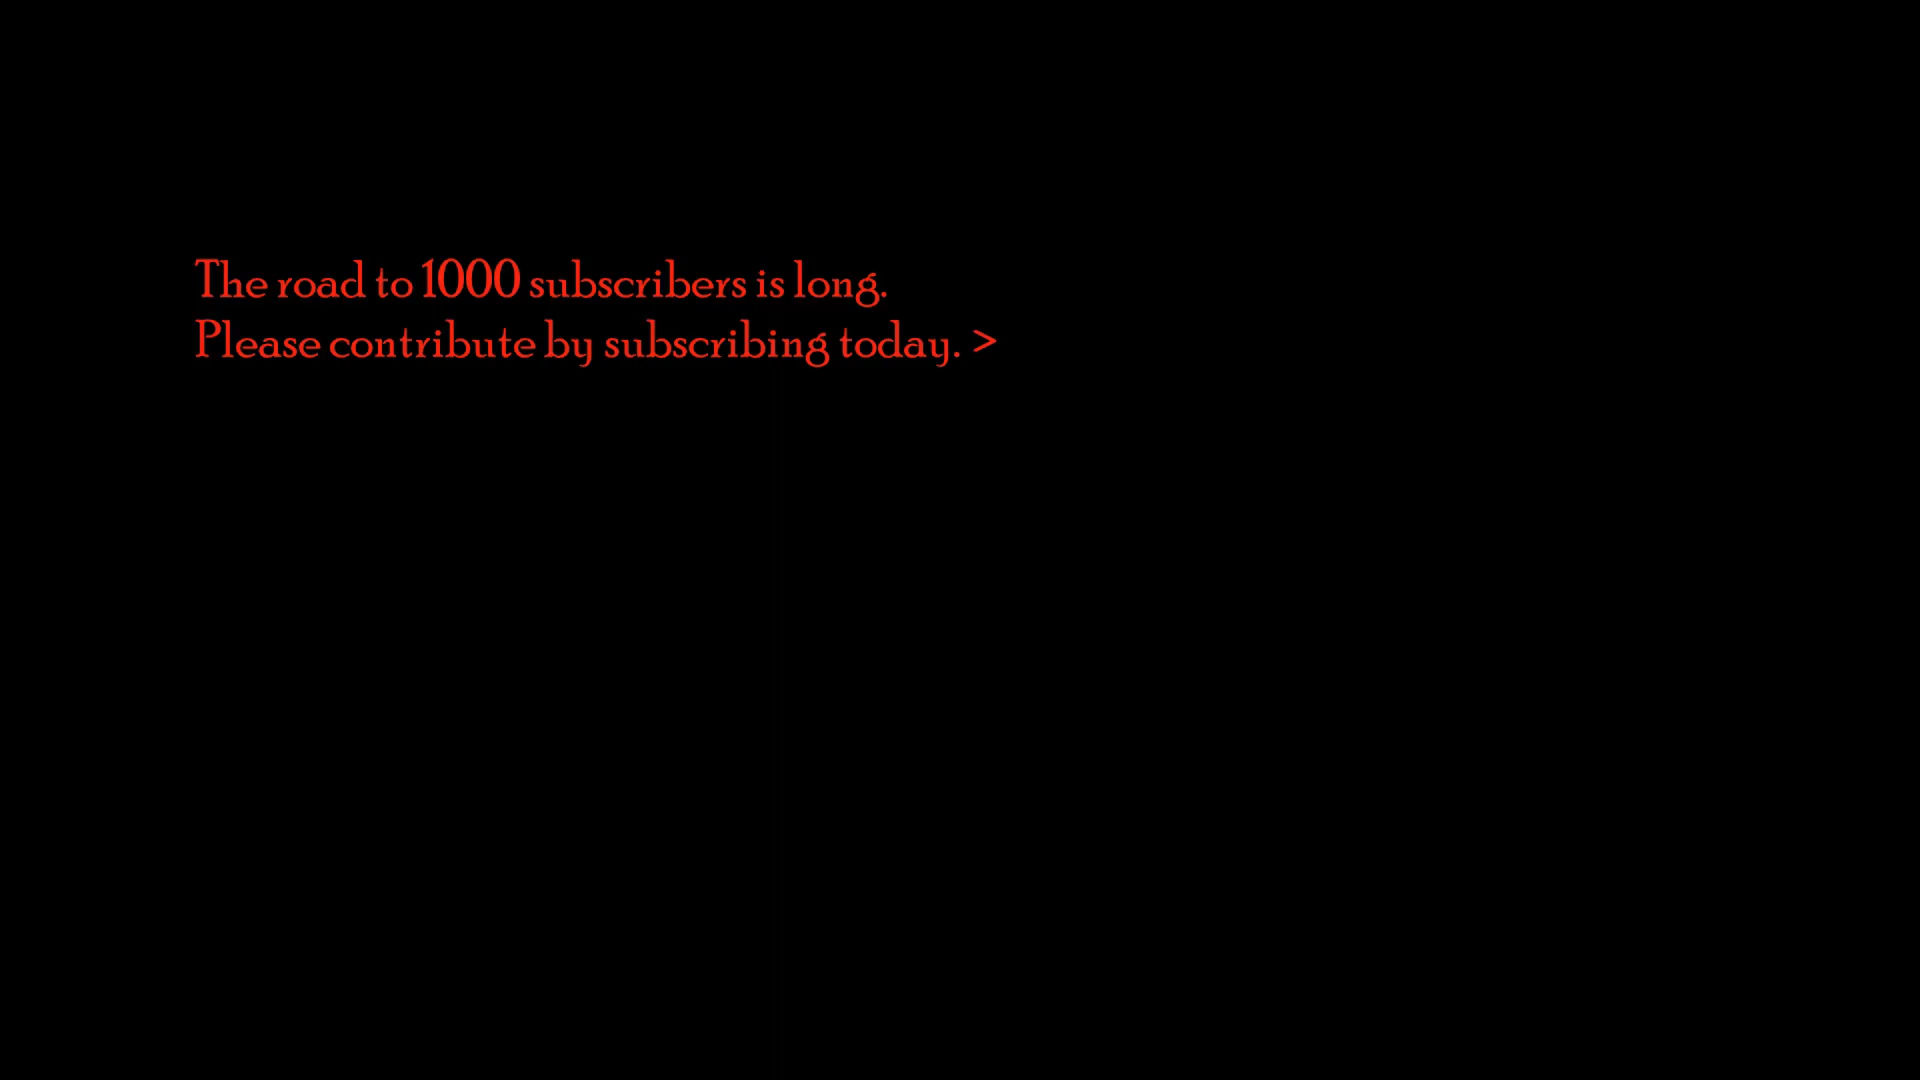 The road to 1000 subscribers is long.
Please contribute by subscribing today. >